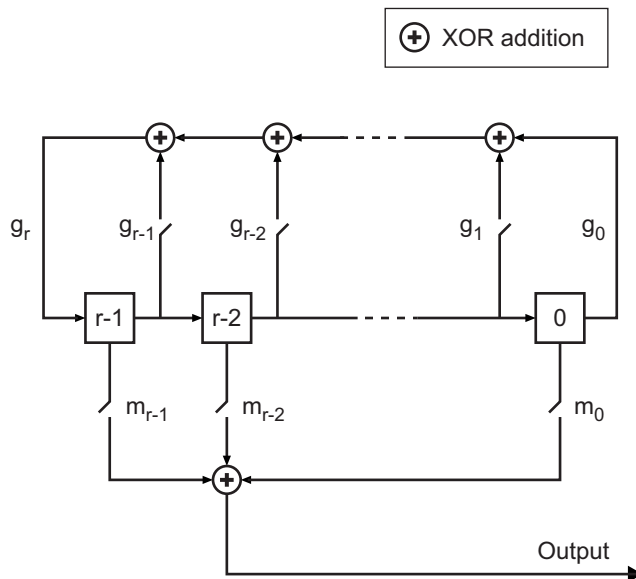 XOR addition
g_r
g_{r-1}
g_{r-2}
g_1
g_0
r-1
r-2
0
m_{r-1}
m_{r-2}
m_0
Output